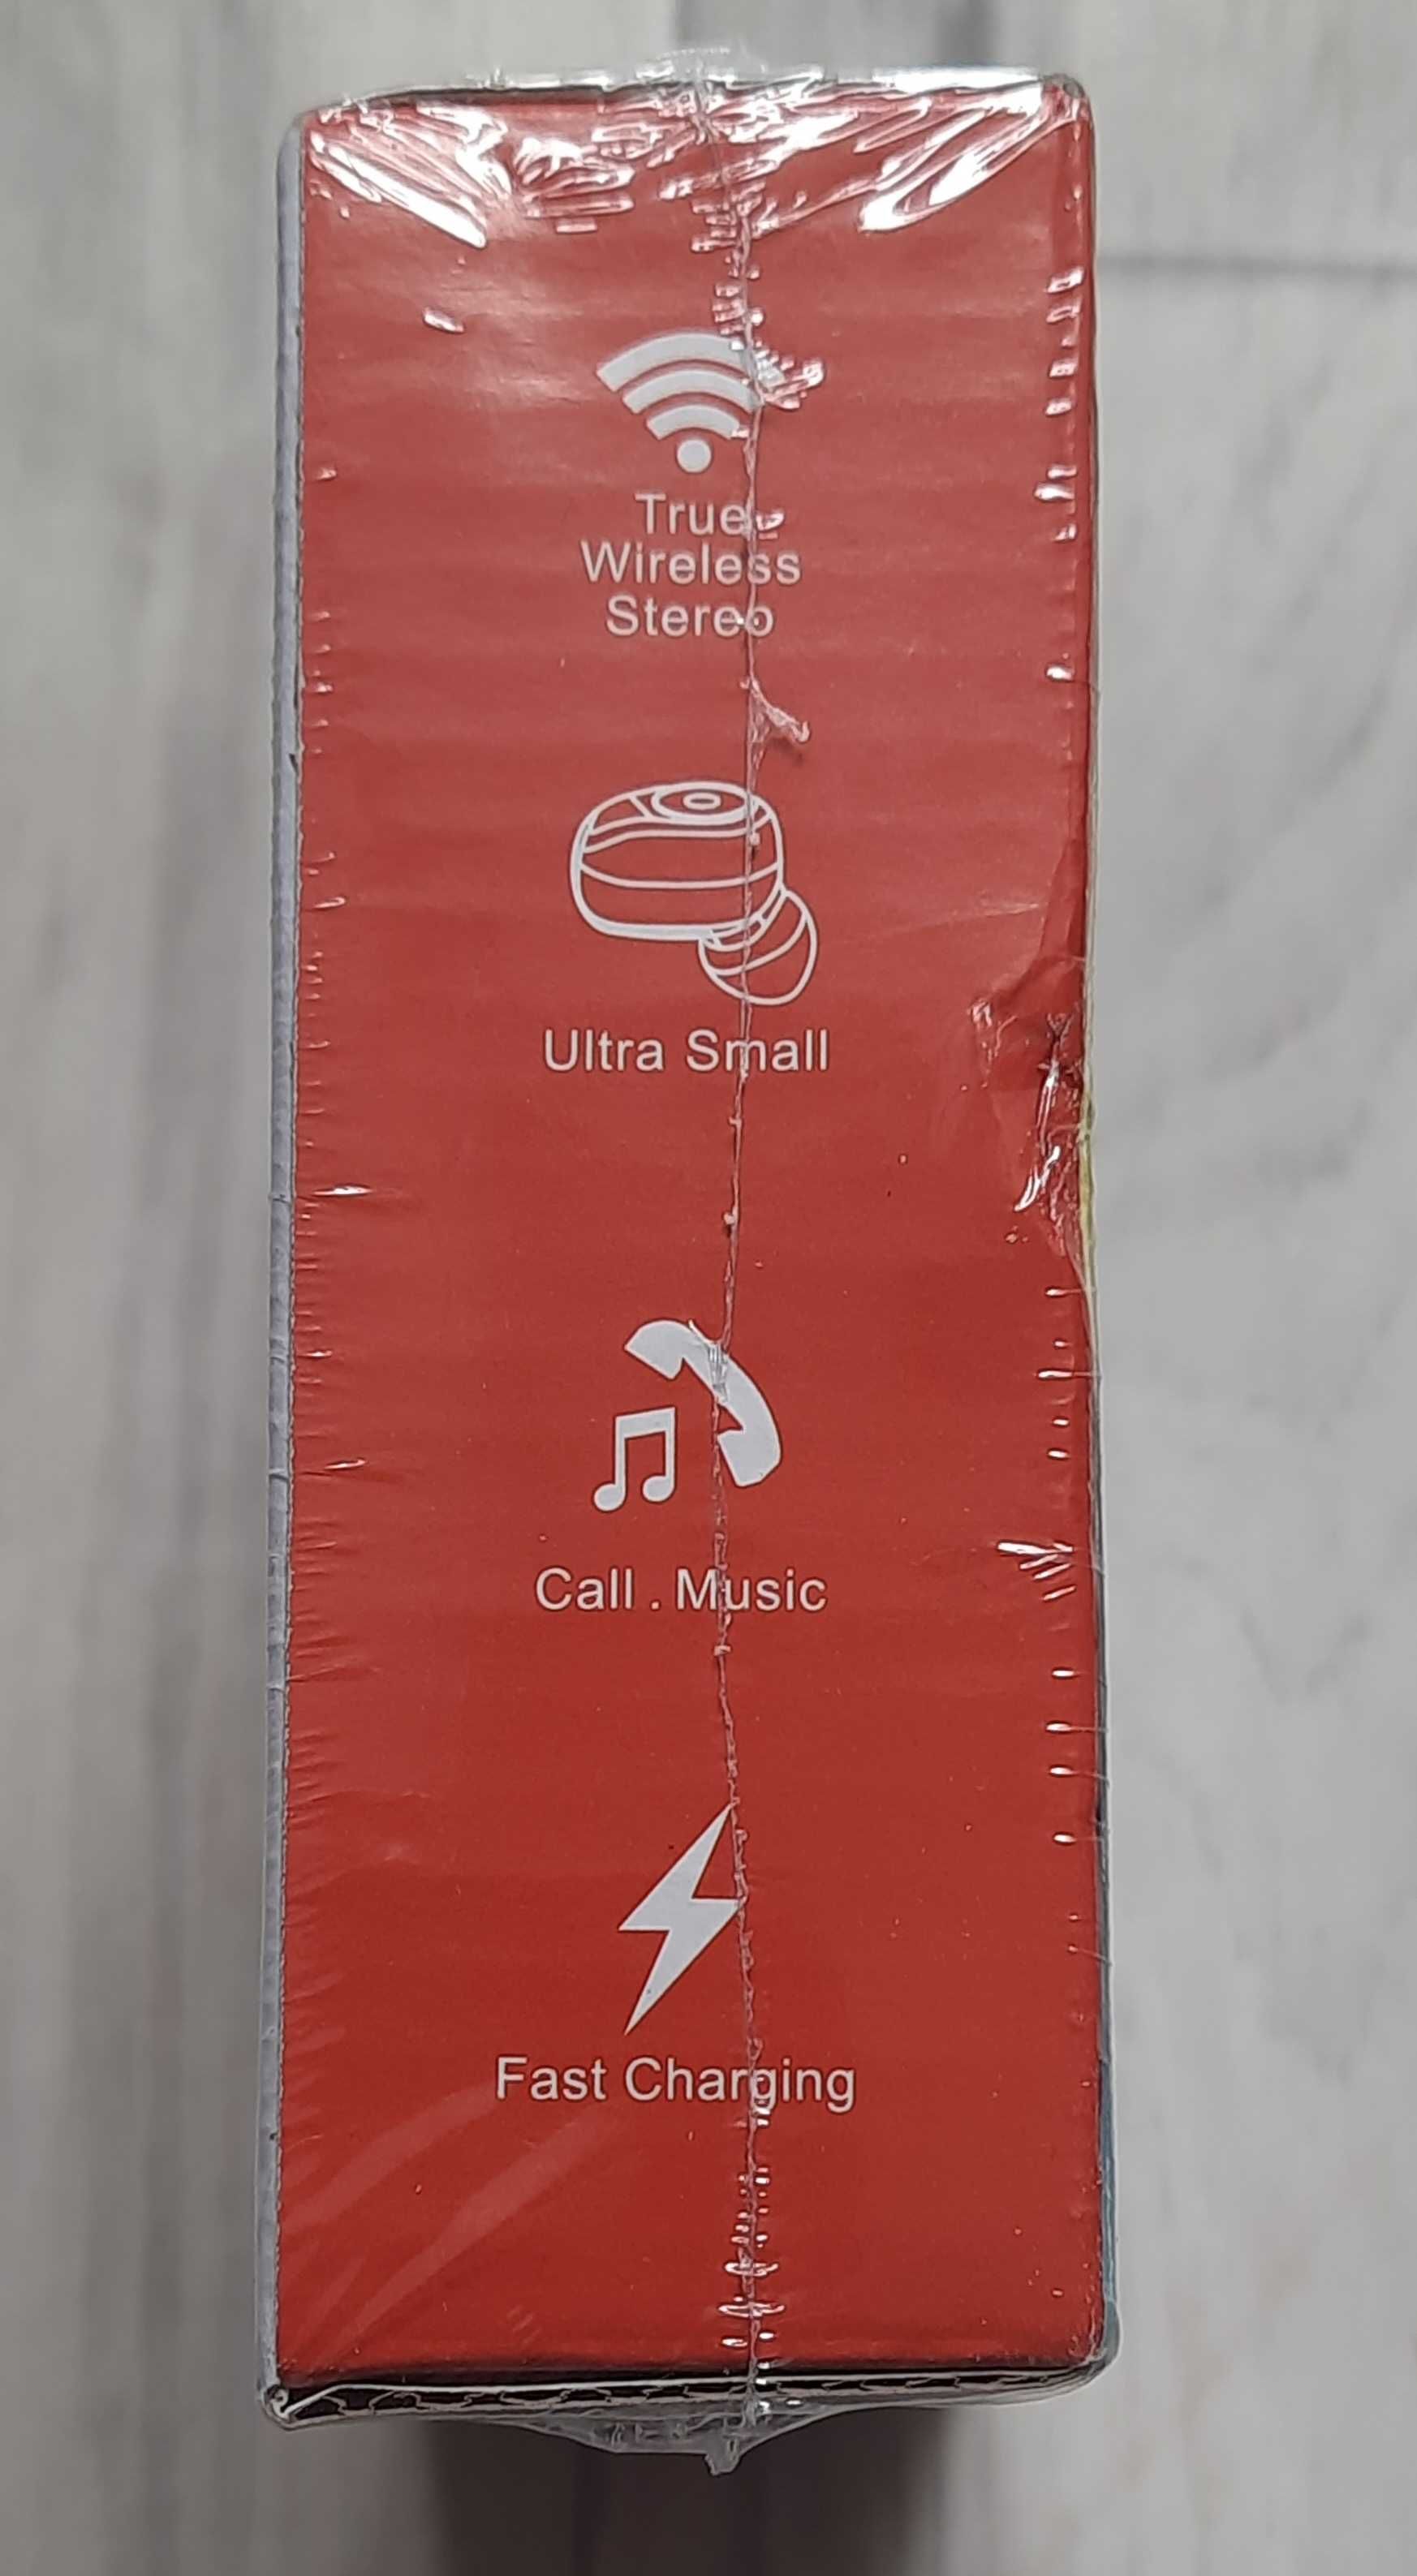 True
Wireless
Stereo
Ultra Small
Call . Music
Fast Charging